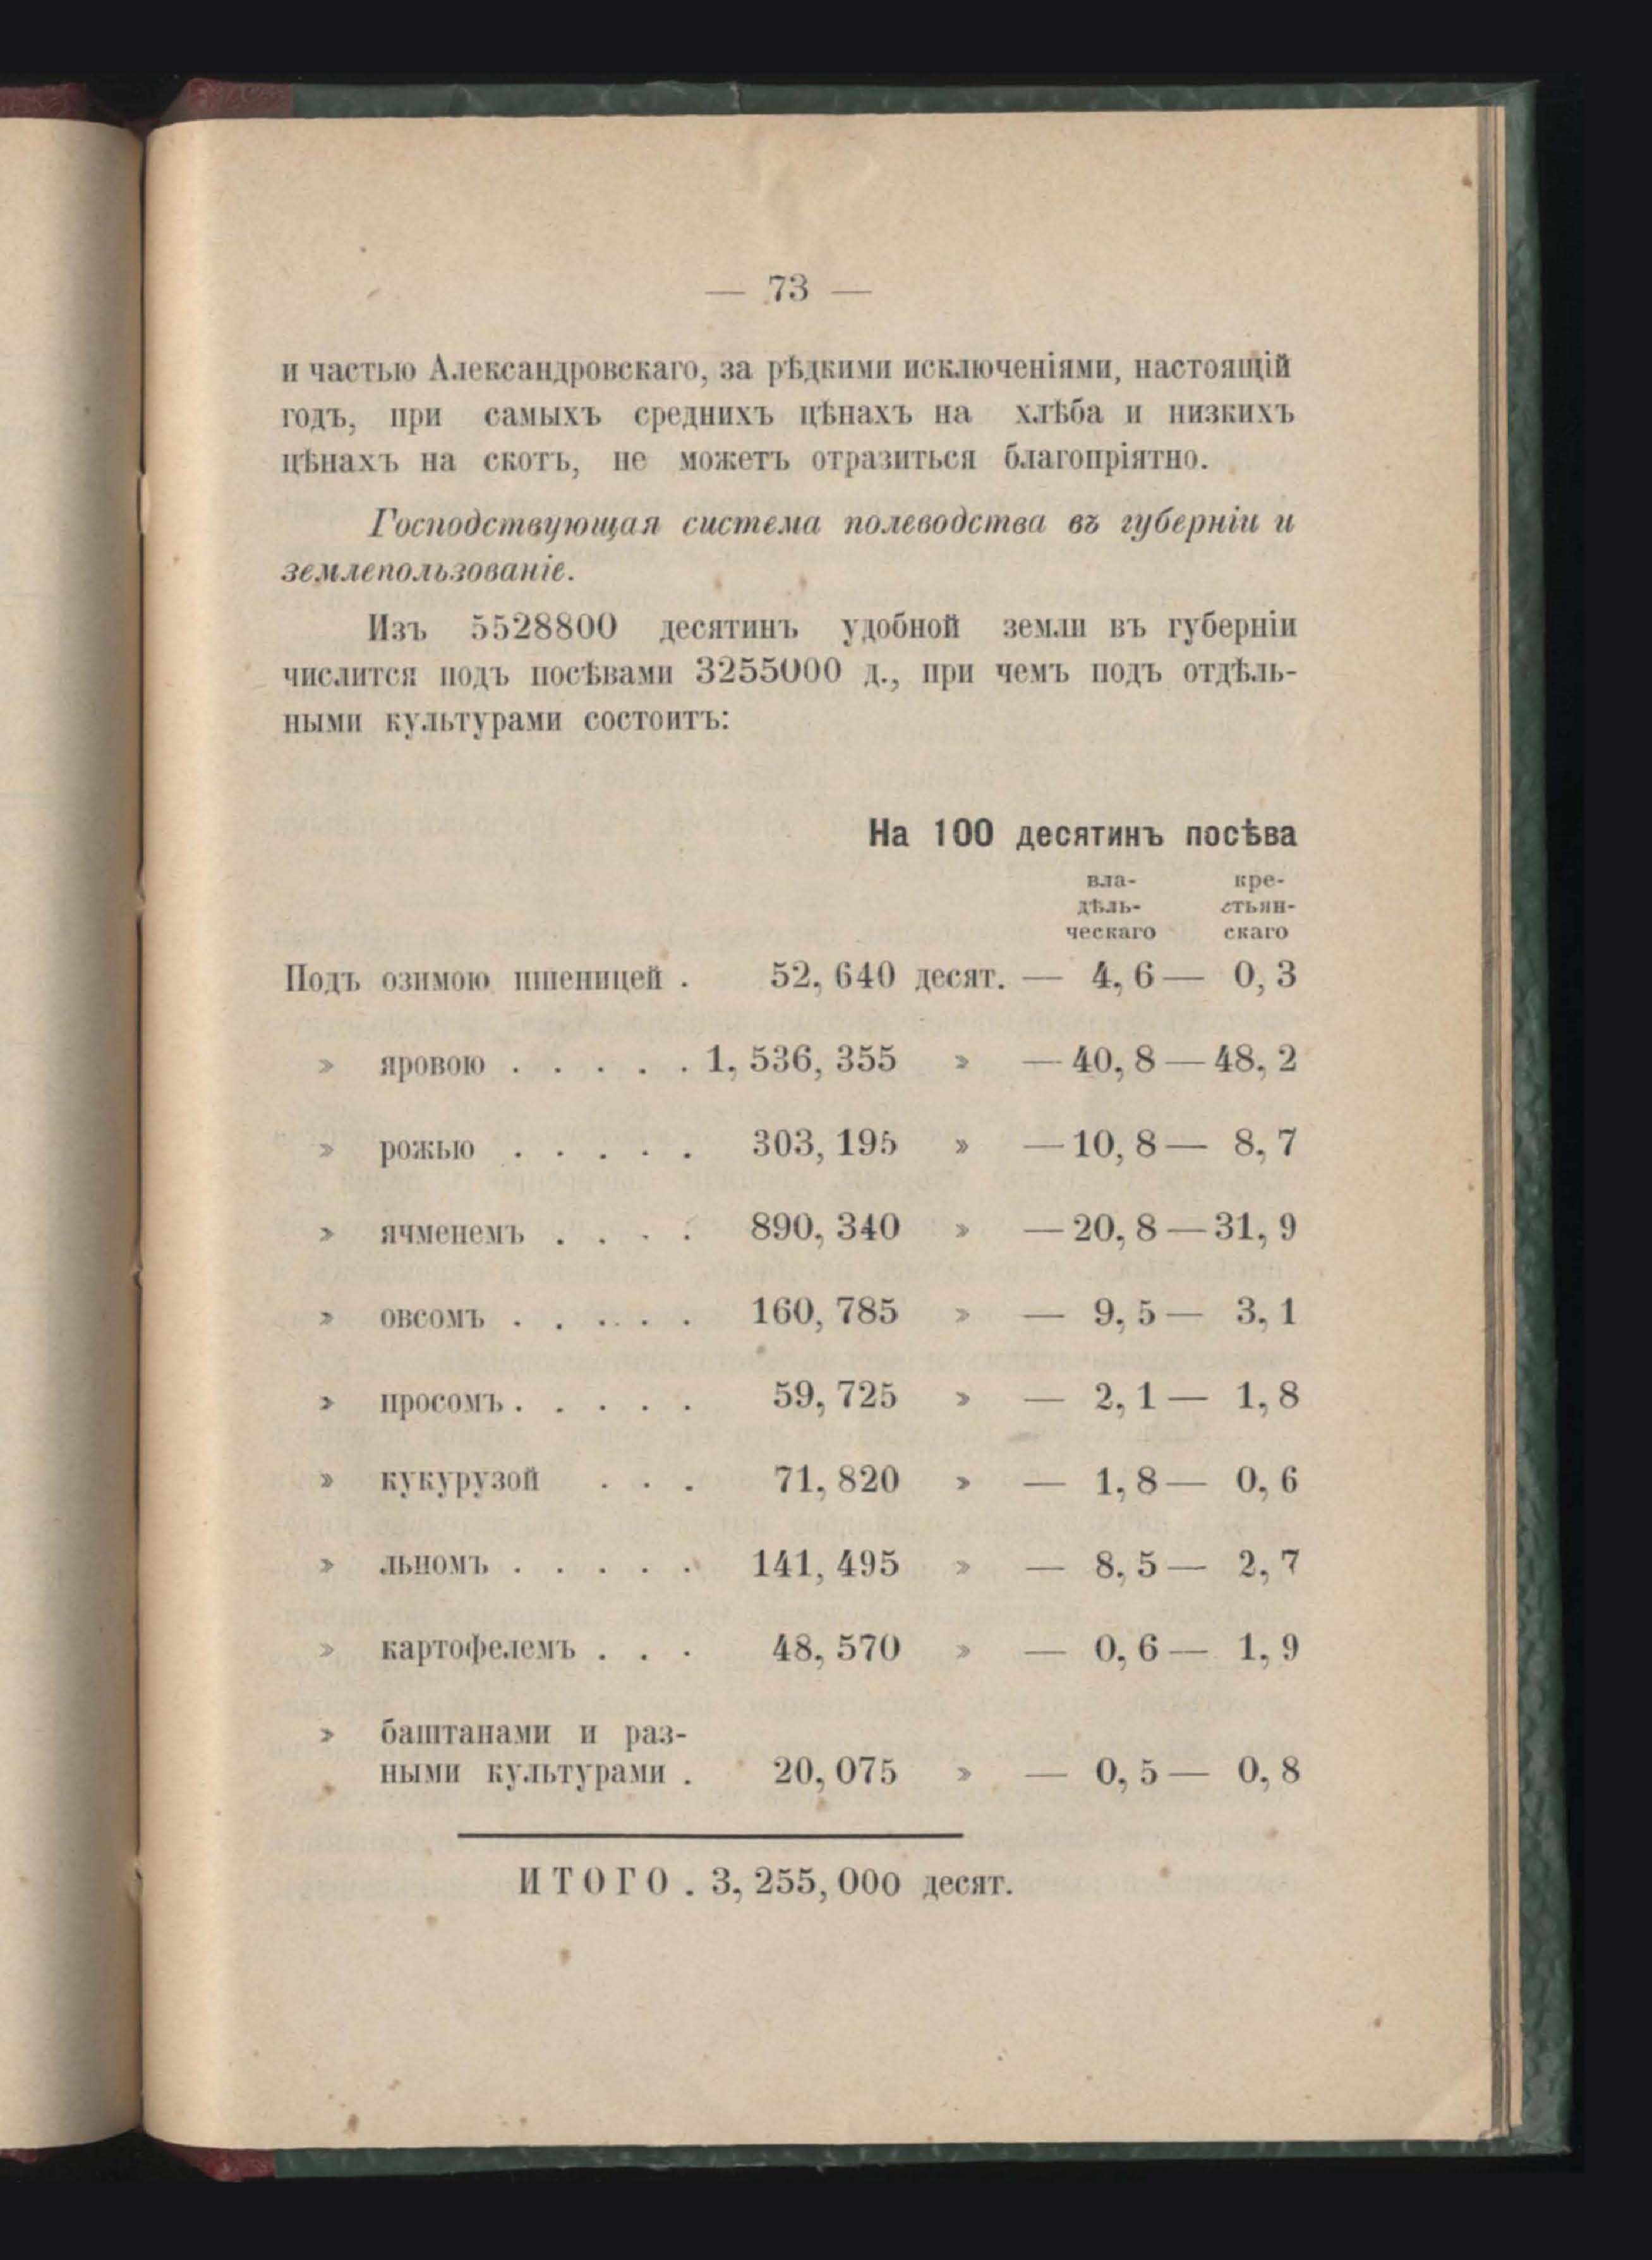 — 73 —
и частью Александровскаго, за рѣдкими исключеніями, настоящій
годъ, при самыхъ среднихъ цѣнахъ на хлѣба и низкихъ
цѣнахъ на скотъ, не можетъ отразиться благопріятно.
Господствующая система полеводства въ губерніи и
землепользованіе.
Изъ 5528800 десятинъ удобной земли въ губерніи
числится подъ посѣвами 3255000 д., при чемъ подъ отдѣль-
ными культурами состоитъ:
На 100 десятинъ посѣва
вла- кре-
дѣль- стьян-
ческаго скаго
Подъ озимою пшеницей . 52, 640 десят. — 4, 6 — 0, 3
» яровою . . . . . 1, 536, 355 » — 40, 8 — 48, 2
» рожью . . . . . 303, 195 » — 10, 8 — 8, 7
» ячменемъ . . . . 890, 340 » — 20, 8 — 31, 9
» овсомъ . . . . . 160, 785 » — 9, 5 — 3, 1
» просомъ . . . . . 59, 725 » — 2, 1 — 1, 8
» кукурузой . . . 71, 820 » — 1, 8 — 0, 6
» льномъ . . . . . 141, 495 » — 8, 5 — 2, 7
» картофелемъ . . . 48, 570 » — 0, 6 — 1, 9
» баштанами и раз-
ными культурами . 20, 075 » — 0, 5 — 0, 8
ИТОГО . 3, 255, 000 десят.